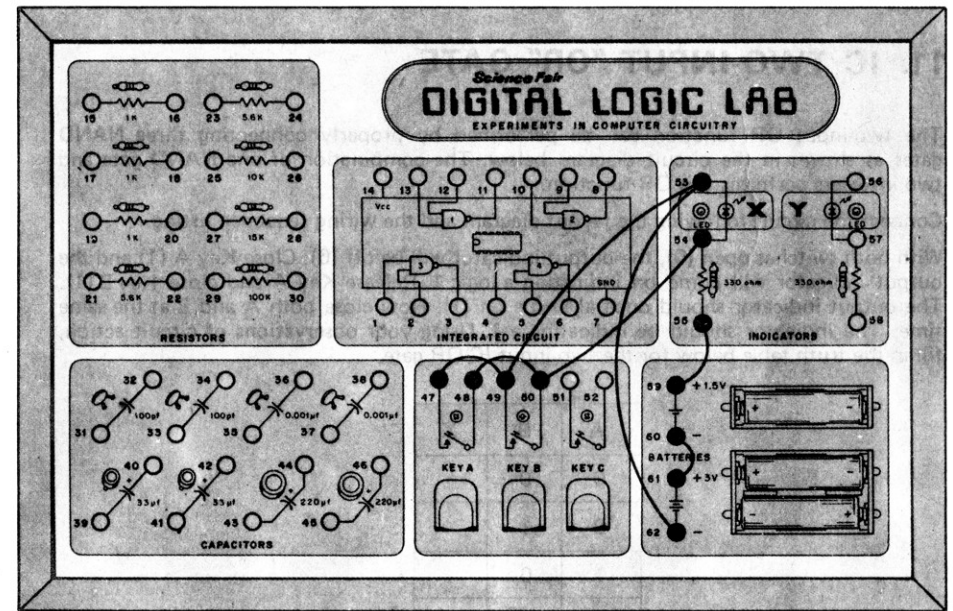 Science Fair
DIGITAL LOGIC LAB
EXPERIMENTS IN COMPUTER CIRCUITRY
15 1K 16 23 5.6K 24
17 1K 18 25 10K 26
19 1K 20 27 15K 28
21 5.6K 22 29 100K 30
RESISTORS
14 13 12 11 10 9 8
Vcc
1 2
3 4
GND
1 2 3 4 5 6 7
INTEGRATED CIRCUIT
53 56
X Y
LED LED
54 57
330 ohm 330 ohm
55 58
INDICATORS
32 34 36 38
100pf 100pf 0.001µf 0.001µf
31 33 35 37
40 42 44 46
+ + + +
33µf 33µf 220µf 220µf
39 41 43 45
CAPACITORS
47 48 49 50 51 52
KEY A KEY B KEY C
59 + 1.5V
60 -
BATTERIES
61 + 3V
62 -
+ -
- +
+ -